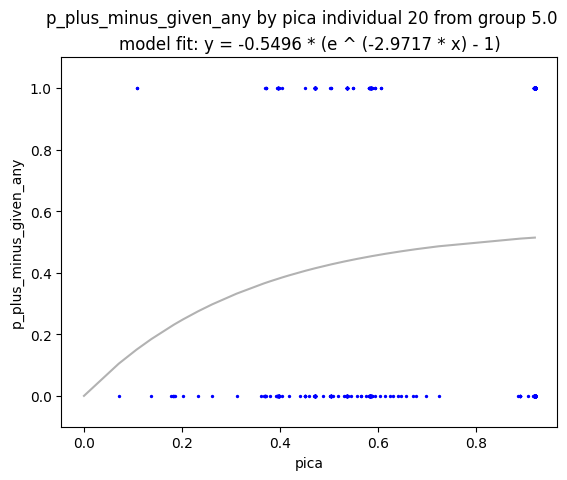 p_plus_minus_given_any by pica individual 20 from group 5.0
model fit: y = -0.5496 * (e ^ (-2.9717 * x) - 1)
1.0
0.8
0.6
0.4
0.2
0.0
p_plus_minus_given_any
0.0 0.2 0.4 0.6 0.8
pica